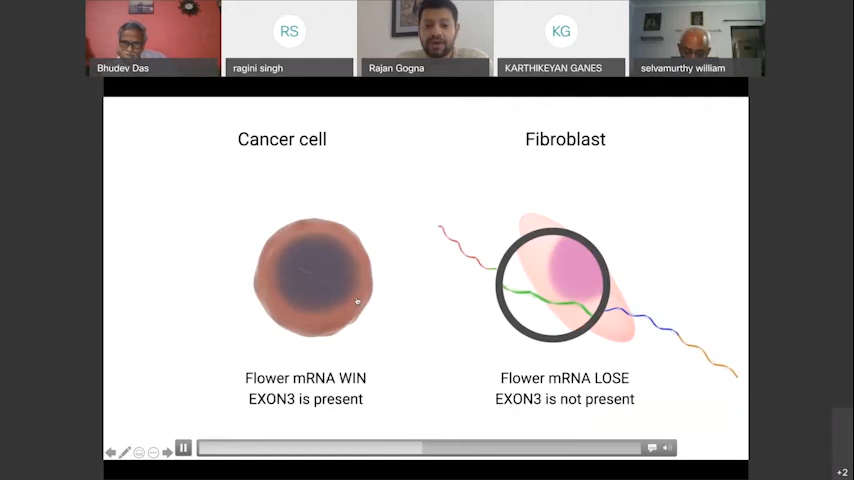 RS
KG
Bhudev Das
ragini singh
Rajan Gogna
KARTHIKEYAN GANES
selvamurthy william
Cancer cell
Fibroblast
Flower mRNA WIN
EXON3 is present
Flower mRNA LOSE
EXON3 is not present
+2